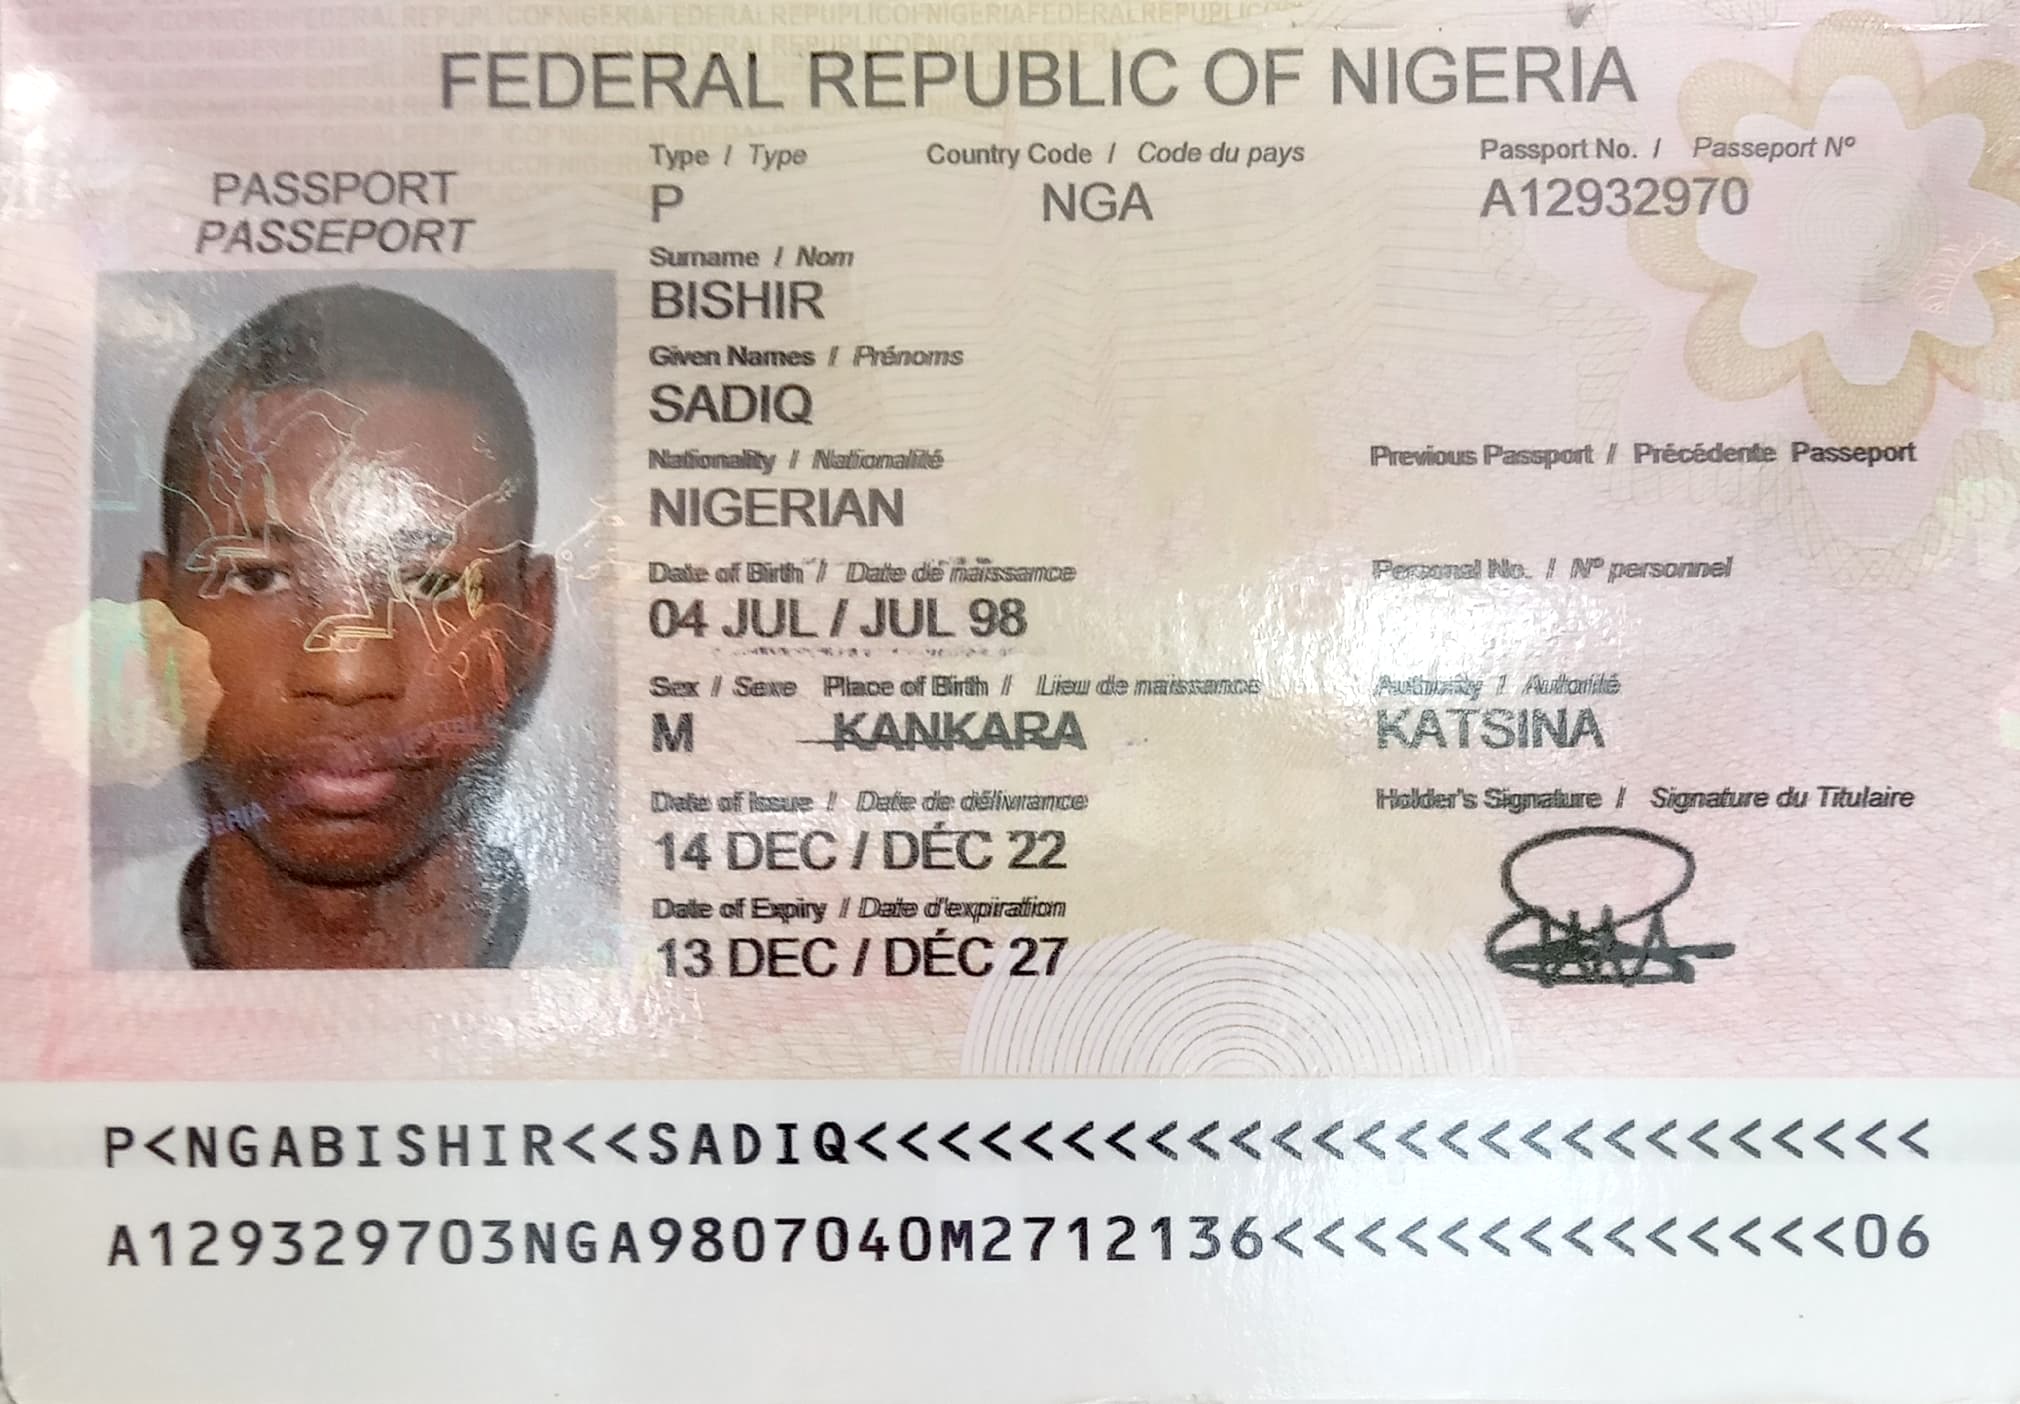 FEDERAL REPUBLIC OF NIGERIA
PASSPORT
PASSEPORT
Type / Type
P
Country Code / Code du pays
NGA
Passport No. / Passeport Nº
A12932970
Surname / Nom
BISHIR
Given Names / Prénoms
SADIQ
Nationality / Nationalité
NIGERIAN
Previous Passport / Précédente Passeport
Date of Birth / Date de naissance
04 JUL / JUL 98
Personal No. / Nº personnel
Sex / Sexe
M
Place of Birth / Lieu de naissance
KANKARA
Authority / Autorité
KATSINA
Date of Issue / Date de délivrance
14 DEC / DÉC 22
Holder's Signature / Signature du Titulaire
Date of Expiry / Date d'expiration
13 DEC / DÉC 27
P<NGABISHIR<<SADIQ<<<<<<<<<<<<<<<<<<<<<<<<<<
A129329703NGA9807040M2712136<<<<<<<<<<<<<<06